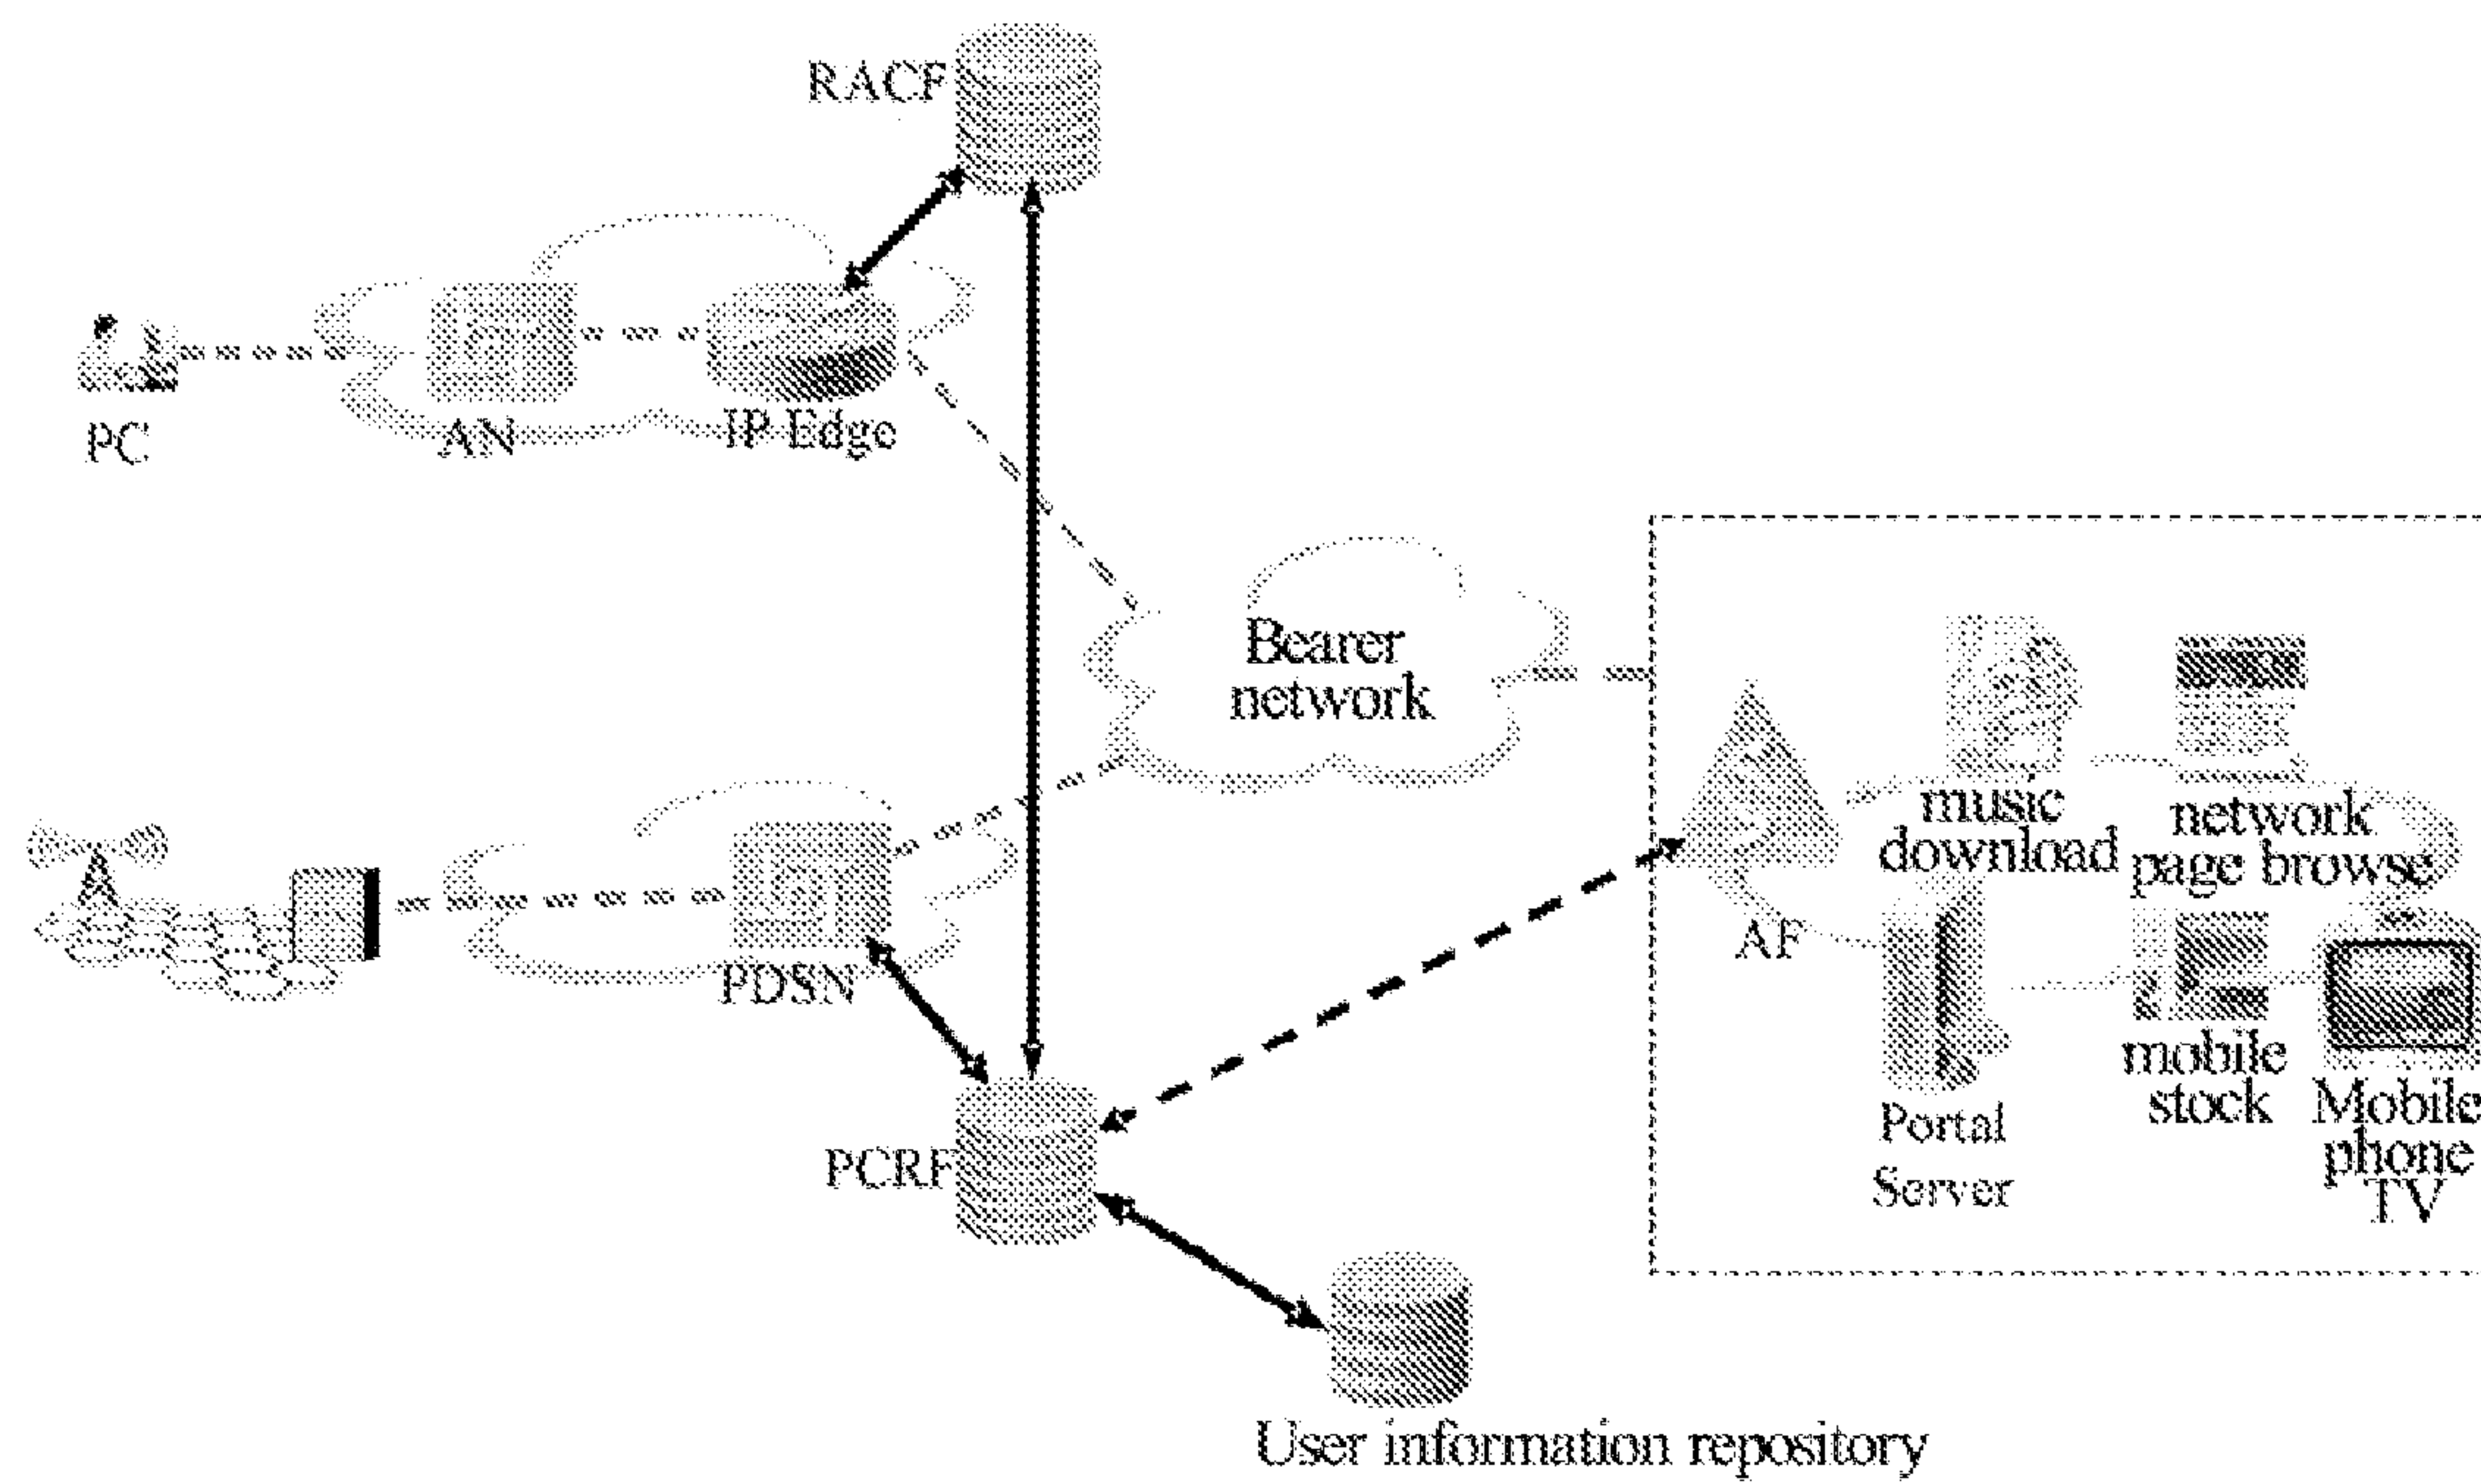 RACF
PC
AN
IP Edge
Bearer
network
music
download
network
page browse
AF
PDSN
mobile
stock
Mobile
phone
TV
Portal
Server
PCRF
User information repository